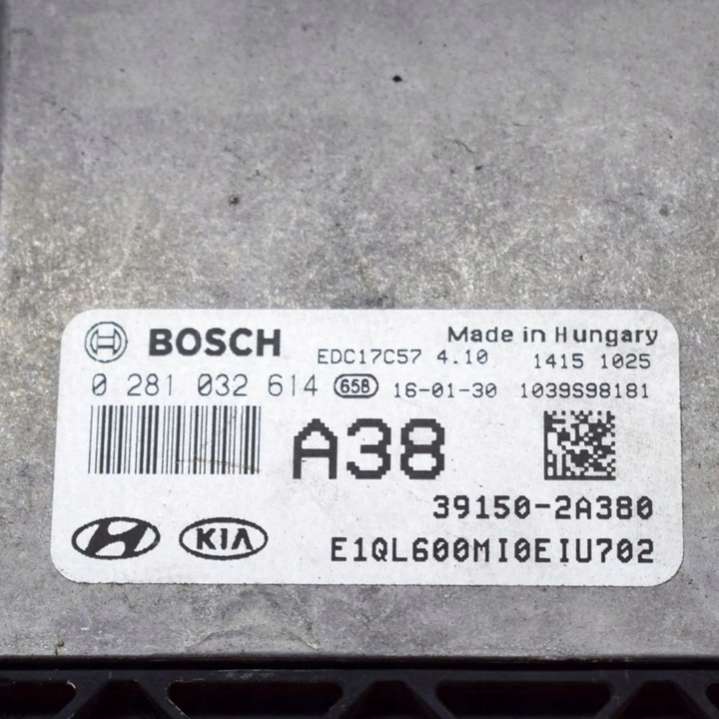 BOSCH
Made in Hungary
EDC17C57 4.10 1415 1025
0 281 032 614 658 16-01-30 1039S98181
A38
39150-2A380
KIA
E1QL600MI0EIU702